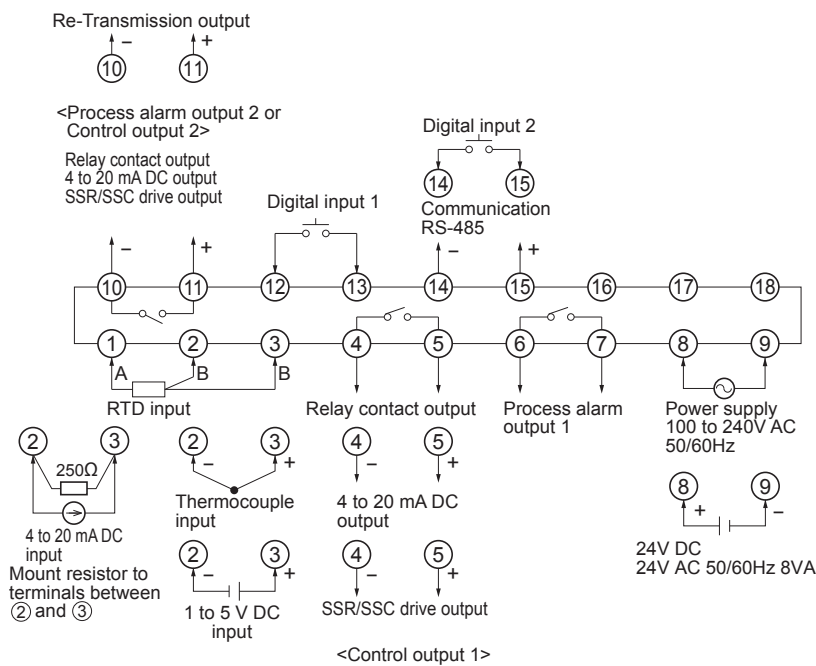 Re-Transmission output
− +
⑩ ⑪
<Process alarm output 2 or
Control output 2>
Relay contact output
4 to 20 mA DC output
SSR/SSC drive output
Digital input 2
⑭ ⑮
Digital input 1
Communication
RS-485
− + − +
⑩ ⑪ ⑫ ⑬ ⑭ ⑮ ⑯ ⑰ ⑱
① ② ③ ④ ⑤ ⑥ ⑦ ⑧ ⑨
A B B
RTD input
Relay contact output
Process alarm
output 1
Power supply
100 to 240V AC
50/60Hz
② ③
250Ω
4 to 20 mA DC
input
Mount resistor to
terminals between
② and ③
② ③
− +
Thermocouple
input
② ③
− +
1 to 5 V DC
input
④ ⑤
− +
4 to 20 mA DC
output
④ ⑤
− +
SSR/SSC drive output
<Control output 1>
⑧ ⑨
+ −
24V DC
24V AC 50/60Hz 8VA